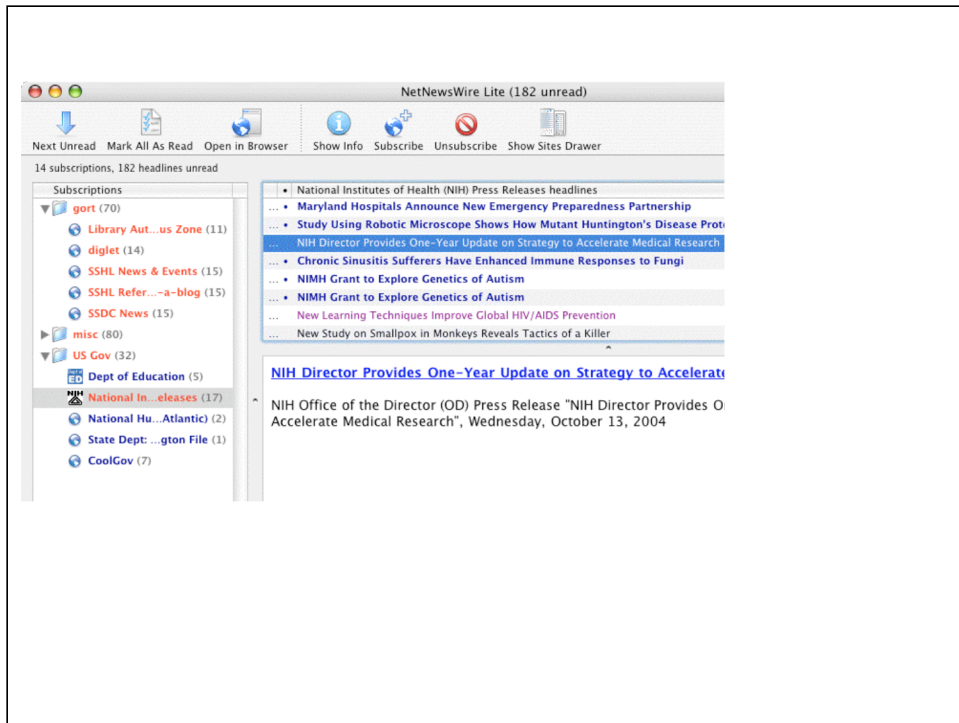 NetNewsWire Lite (182 unread)
Next Unread Mark All As Read Open in Browser Show Info Subscribe Unsubscribe Show Sites Drawer
14 subscriptions, 182 headlines unread
Subscriptions
gort (70)
Library Aut...us Zone (11)
diglet (14)
SSHL News & Events (15)
SSHL Refer...-a-blog (15)
SSDC News (15)
misc (80)
US Gov (32)
Dept of Education (5)
National In...eleases (17)
National Hu...Atlantic) (2)
State Dept: ...gton File (1)
CoolGov (7)
• National Institutes of Health (NIH) Press Releases headlines
... • Maryland Hospitals Announce New Emergency Preparedness Partnership
... • Study Using Robotic Microscope Shows How Mutant Huntington's Disease Prot
... NIH Director Provides One-Year Update on Strategy to Accelerate Medical Research
... • Chronic Sinusitis Sufferers Have Enhanced Immune Responses to Fungi
... • NIMH Grant to Explore Genetics of Autism
... • NIMH Grant to Explore Genetics of Autism
... New Learning Techniques Improve Global HIV/AIDS Prevention
... New Study on Smallpox in Monkeys Reveals Tactics of a Killer
NIH Director Provides One-Year Update on Strategy to Accelerate
NIH Office of the Director (OD) Press Release "NIH Director Provides O
Accelerate Medical Research", Wednesday, October 13, 2004